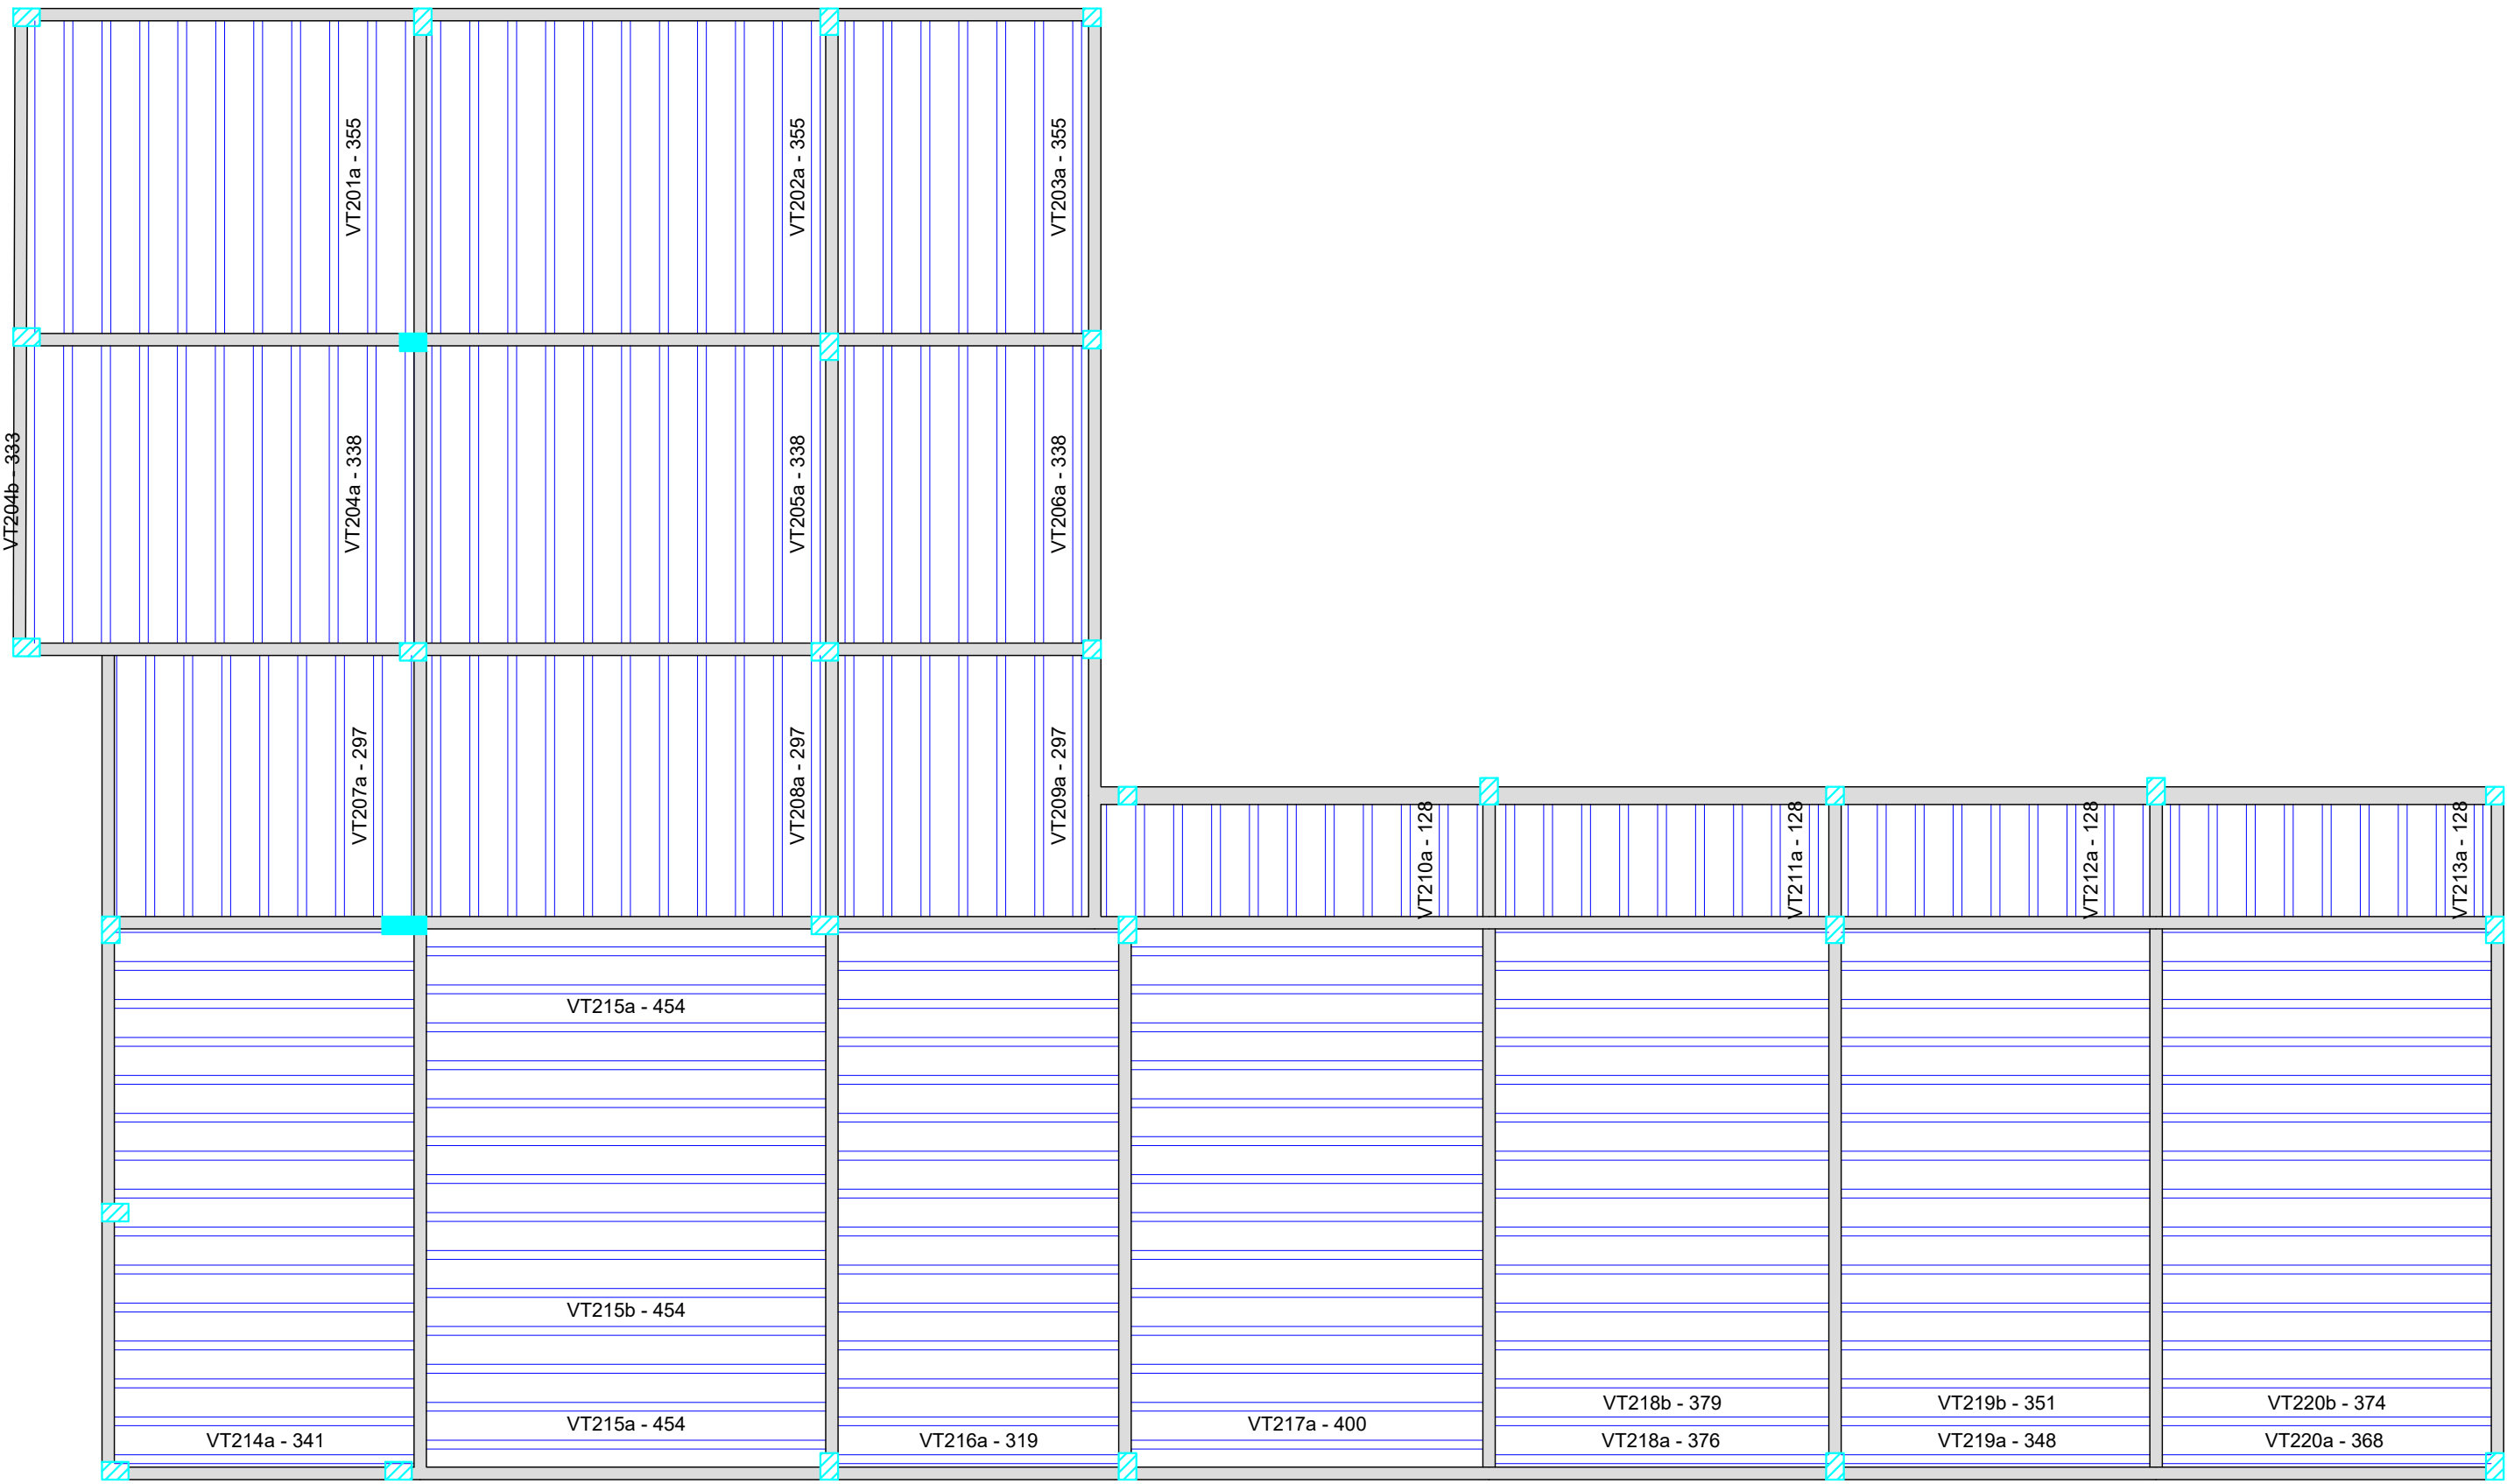 VT201a - 355
VT202a - 355
VT203a - 355
VT204b - 333
VT204a - 338
VT205a - 338
VT206a - 338
VT207a - 297
VT208a - 297
VT209a - 297
VT210a - 128
VT211a - 128
VT212a - 128
VT213a - 128
VT215a - 454
VT215b - 454
VT218b - 379
VT219b - 351
VT220b - 374
VT215a - 454
VT217a - 400
VT214a - 341
VT216a - 319
VT218a - 376
VT219a - 348
VT220a - 368